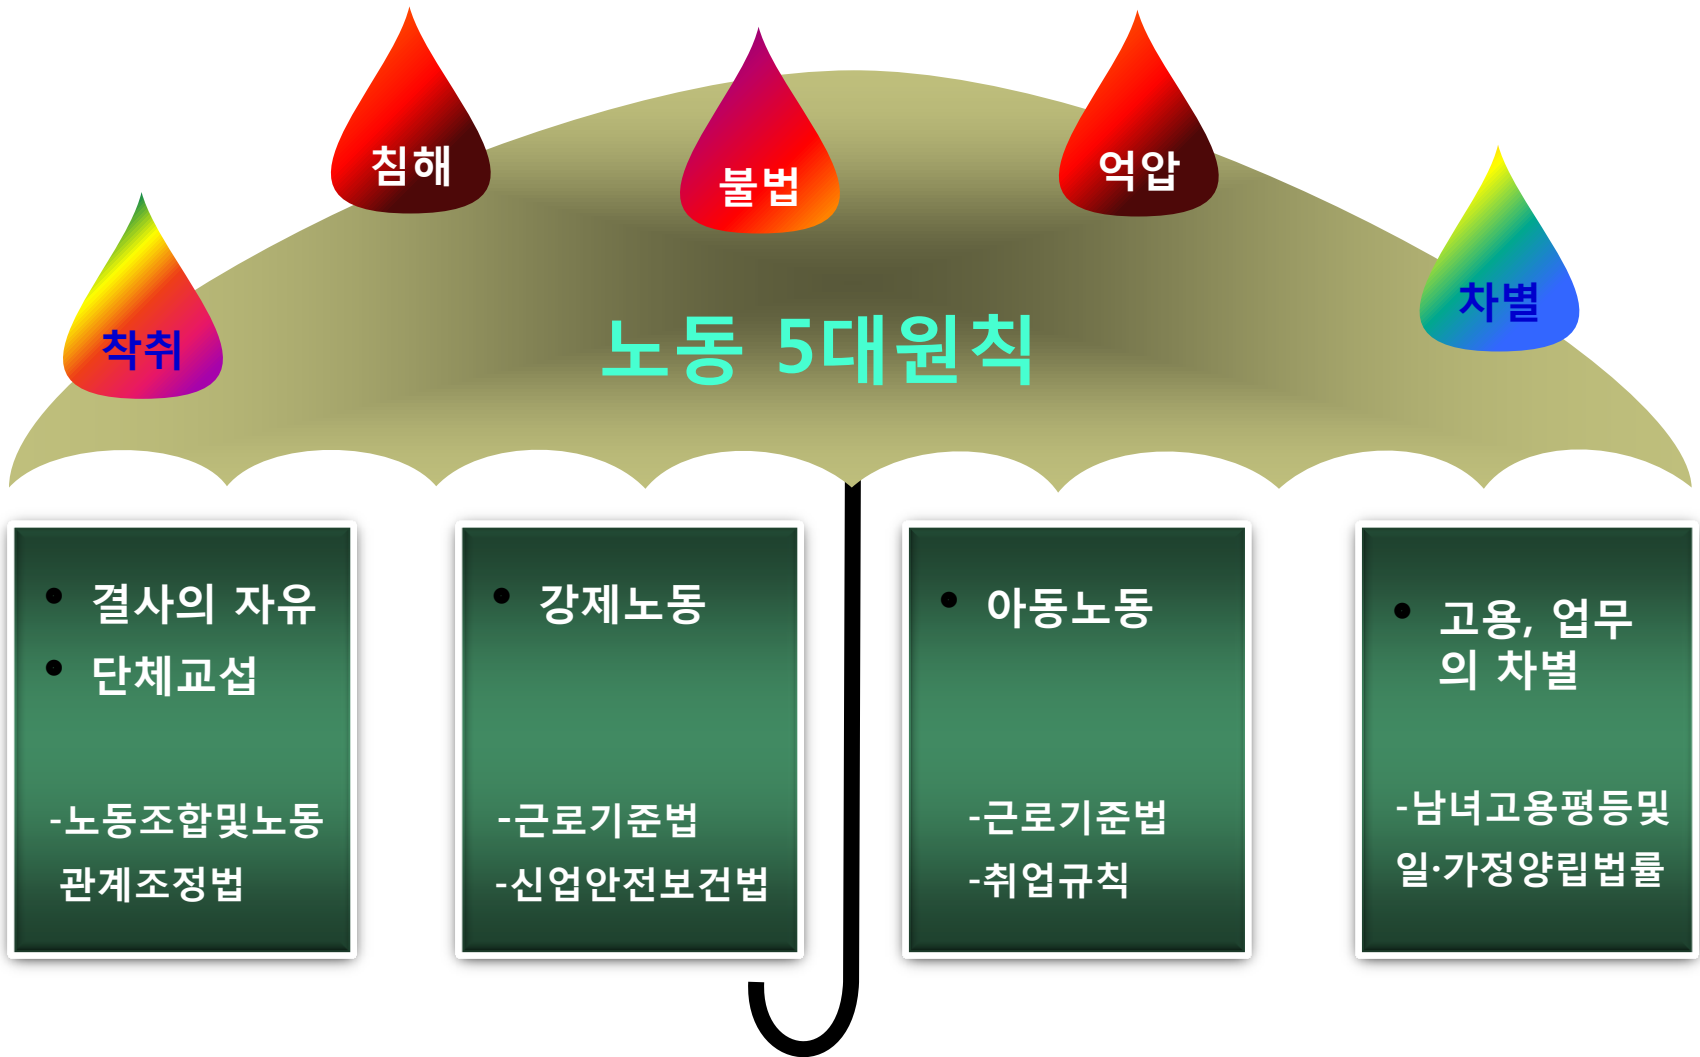 침해
불법
억압
착취
차별
노동 5대원칙
• 결사의 자유
• 단체교섭
-노동조합및노동
관계조정법
• 강제노동
-근로기준법
-신업안전보건법
• 아동노동
-근로기준법
-취업규칙
• 고용, 업무
의 차별
-남녀고용평등및
일·가정양립법률